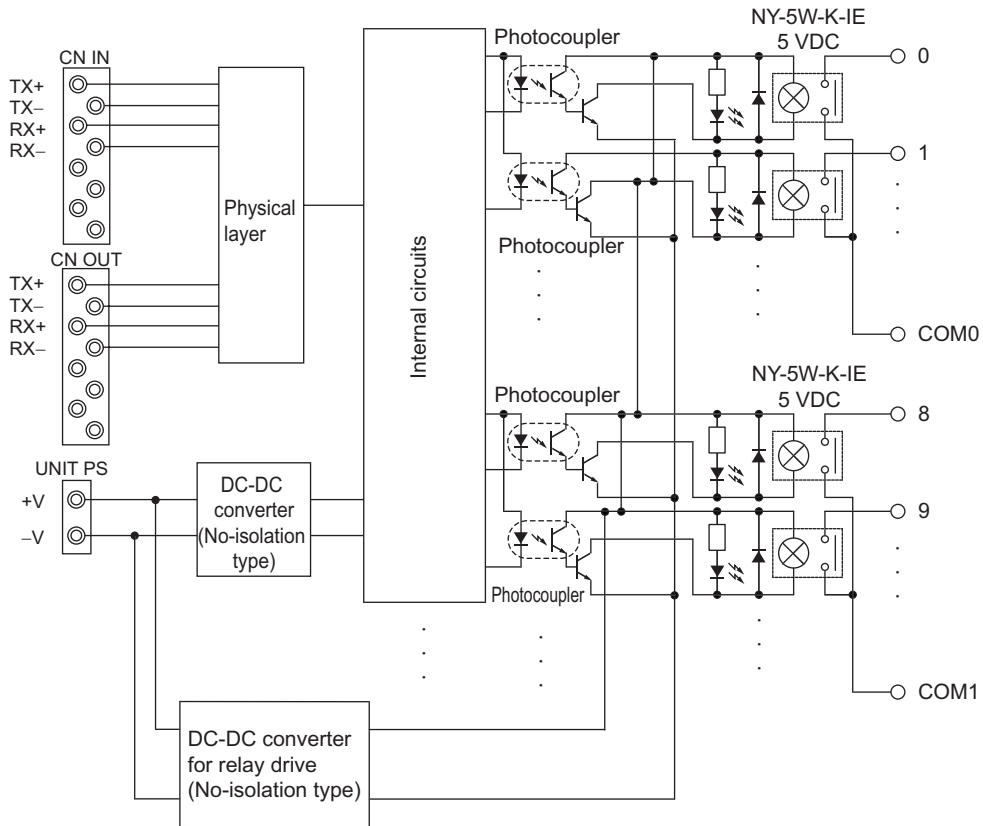 CN IN
TX+
TX−
RX+
RX−
CN OUT
TX+
TX−
RX+
RX−
Physical
layer
UNIT PS
+V
−V
DC-DC
converter
(No-isolation
type)
DC-DC converter
for relay drive
(No-isolation type)
Internal circuits
Photocoupler
Photocoupler
Photocoupler
Photocoupler
NY-5W-K-IE
5 VDC
0
1
COM0
NY-5W-K-IE
5 VDC
8
9
COM1